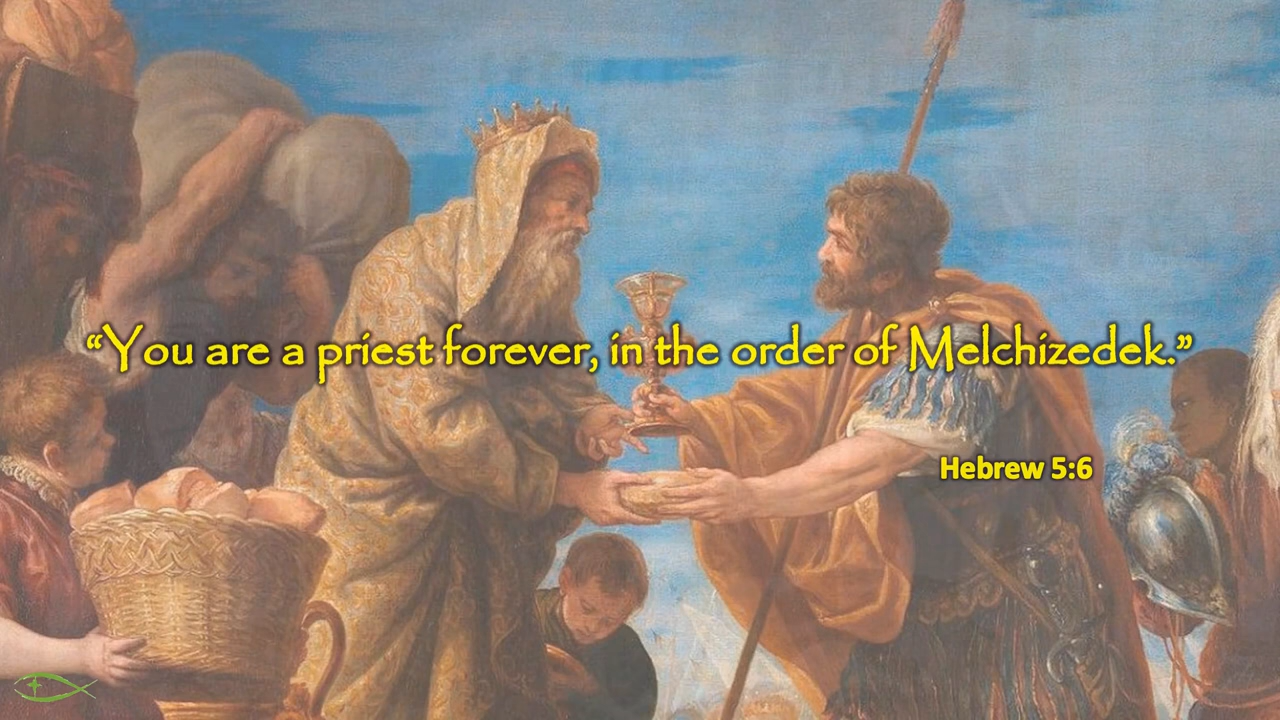 “You are a priest forever, in the order of Melchizedek.”
Hebrew 5:6